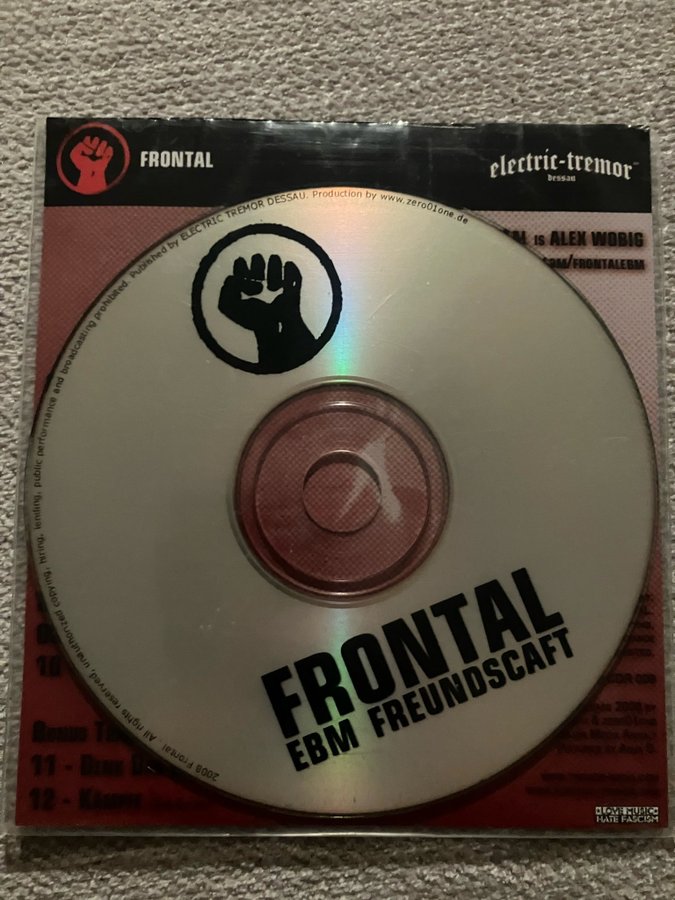 FRONTAL
electric-tremor
dessau
IS ALEX WOBIG
/FRONTALEBM
2008 Frontal. All rights reserved, unauthorized copying, hiring, lending, public performance and broadcasting prohibited. Published by ELECTRIC TREMOR DESSAU. Production by www.zero01one.de
FRONTAL
EBM FREUNDSCAFT
10
BONUS
11 - DENK
12 - KÄMPFE
LOVE MUSIC
HATE FASCISM